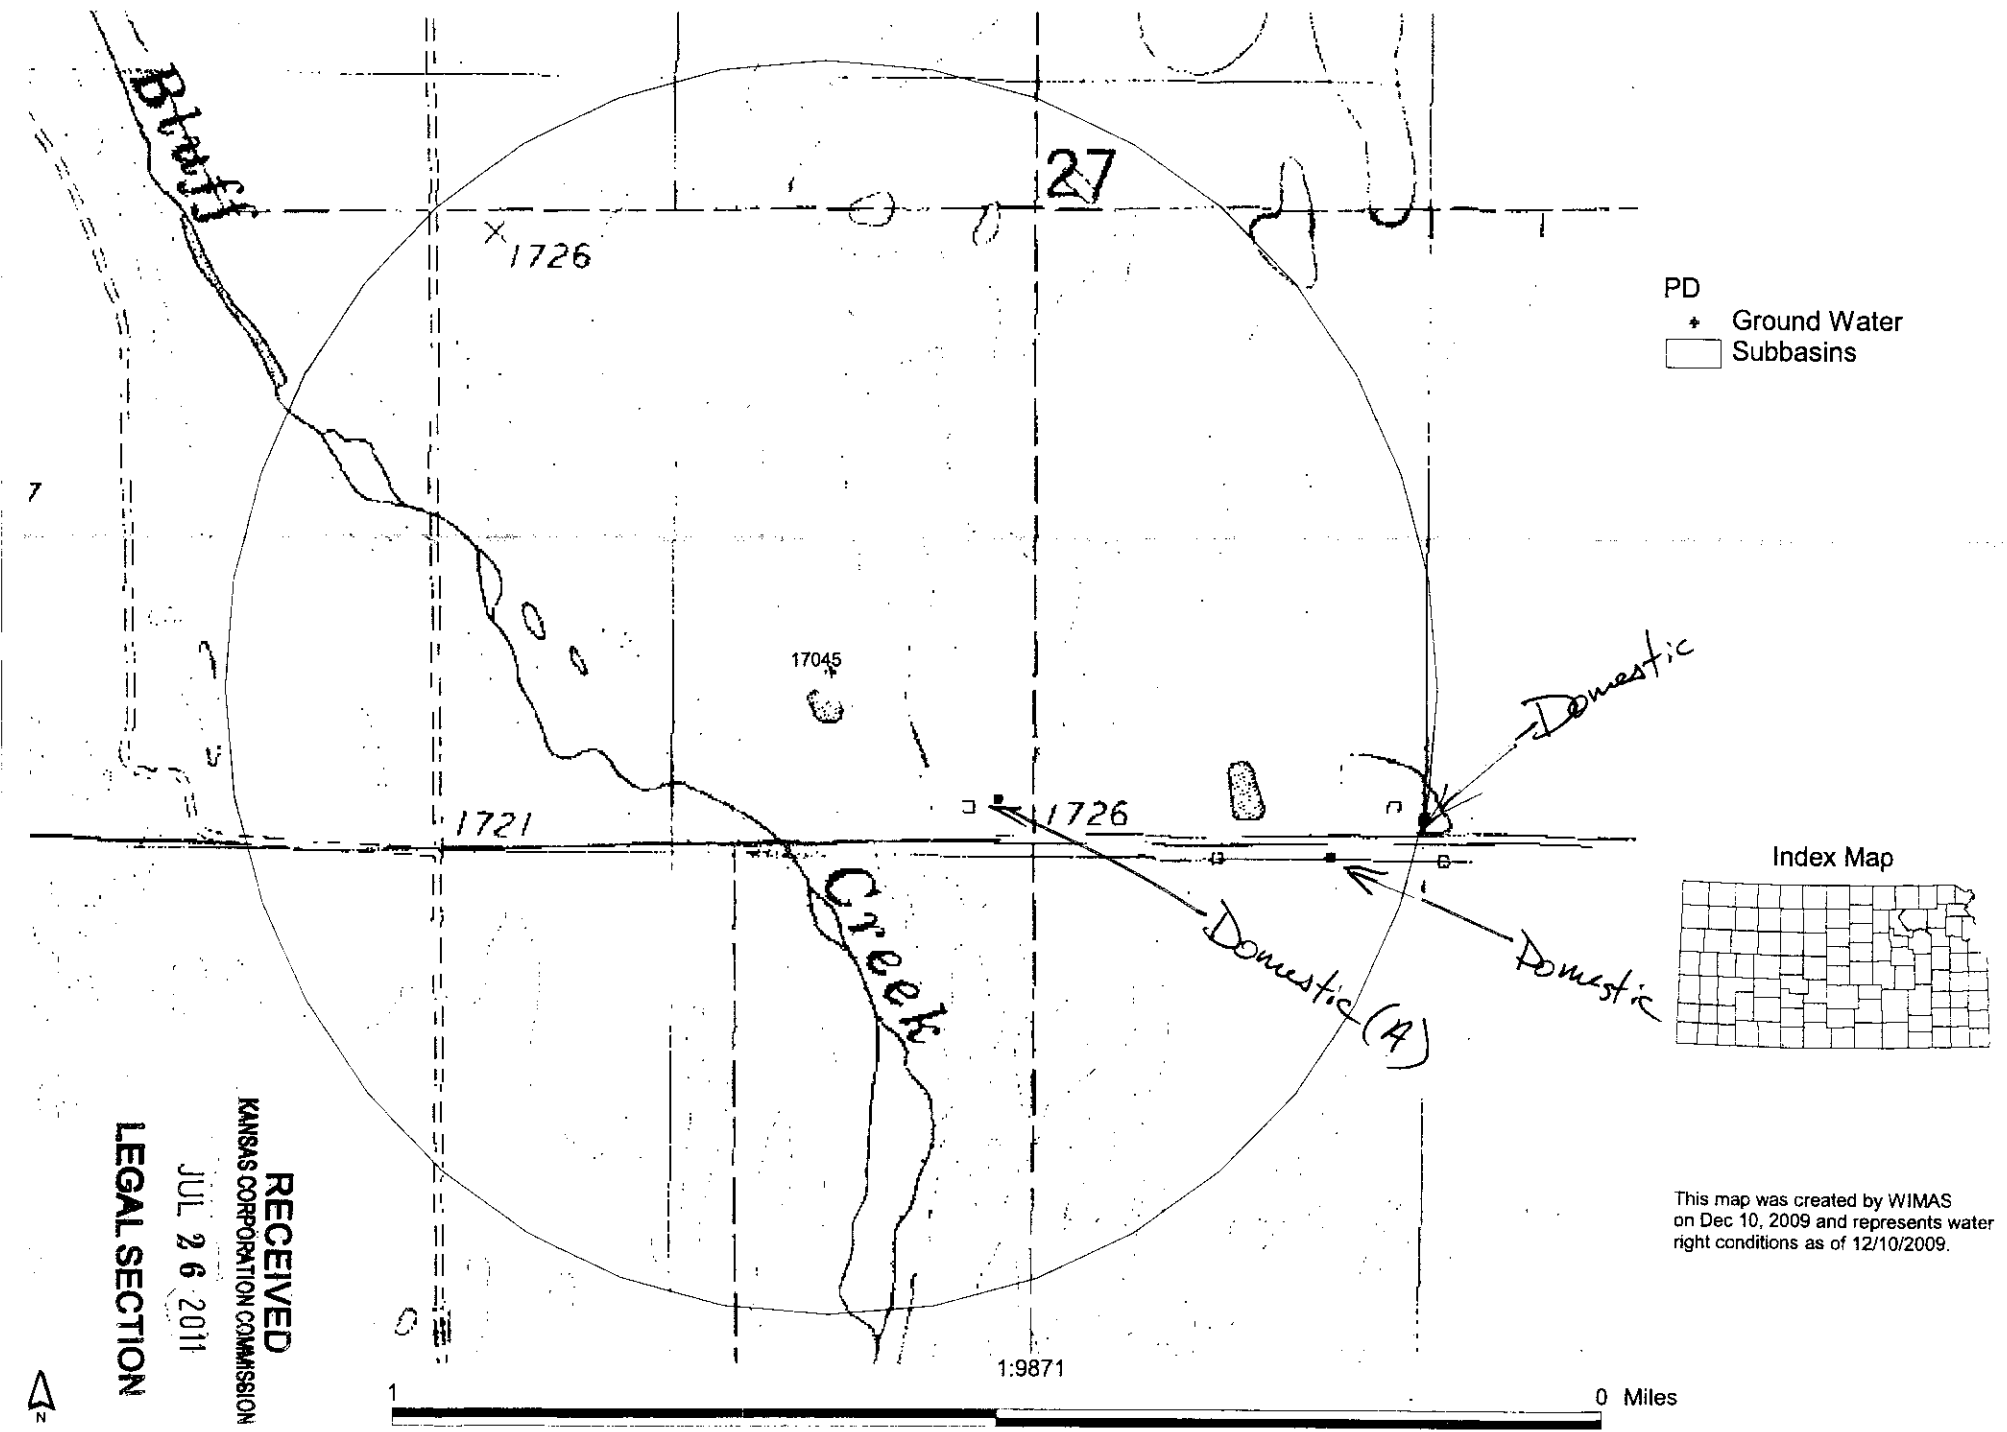 Bluff
27
1726
PD
Ground Water
Subbasins
7
17045
Domestic
1721
1726
Index Map
Creek
Domestic (A)
Domestic
RECEIVED
KANSAS CORPORATION COMMISSION
JUL 26 2011
LEGAL SECTION
This map was created by WIMAS
on Dec 10, 2009 and represents water
right conditions as of 12/10/2009.
1:9871
1
0 Miles
N